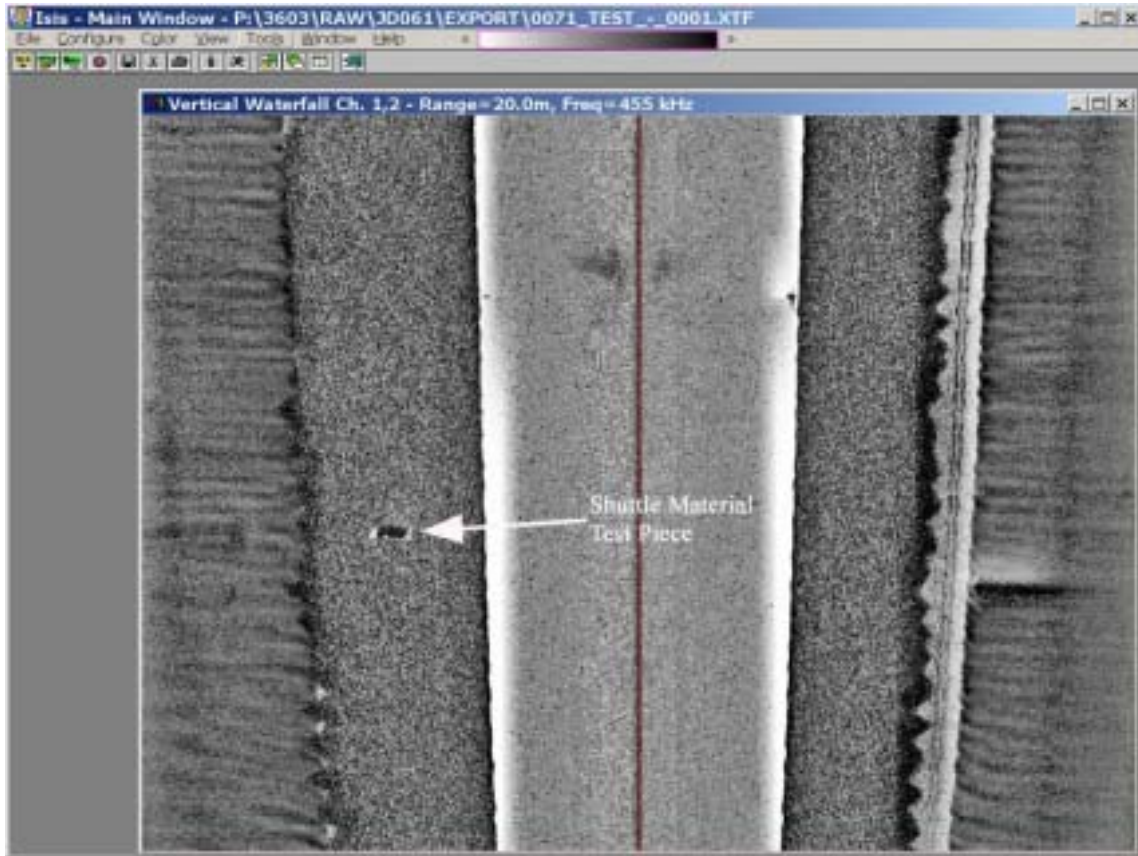 Isis - Main Window - P:\3603\RAW\JD061\EXPORT\0071_TEST_-_0001.XTF
File Configure Color View Tools Window Help
Vertical Waterfall Ch. 1,2 - Range=20.0m, Freq=455 kHz
Shuttle Material
Test Piece